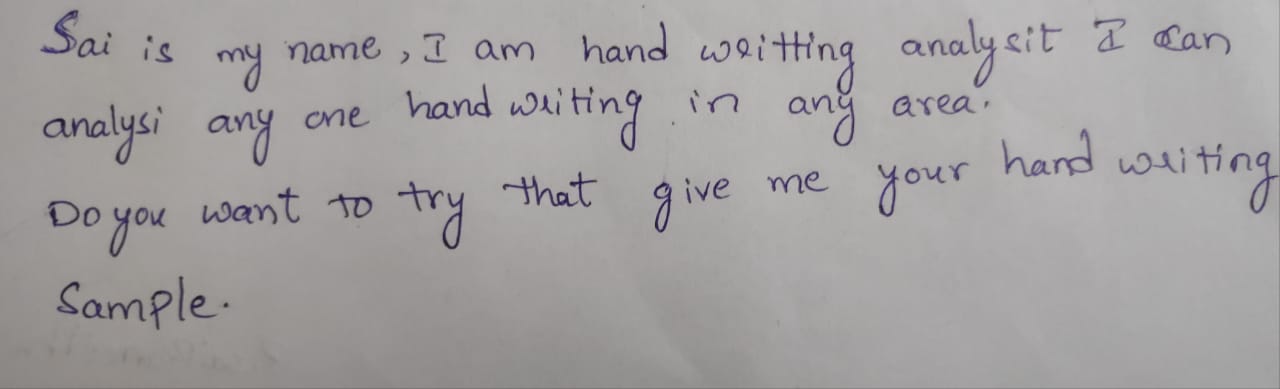 Sai is my name, I am hand writting analysit I can
analysi any one hand writing in any area.
Do you want to try that give me your hand writing
Sample.